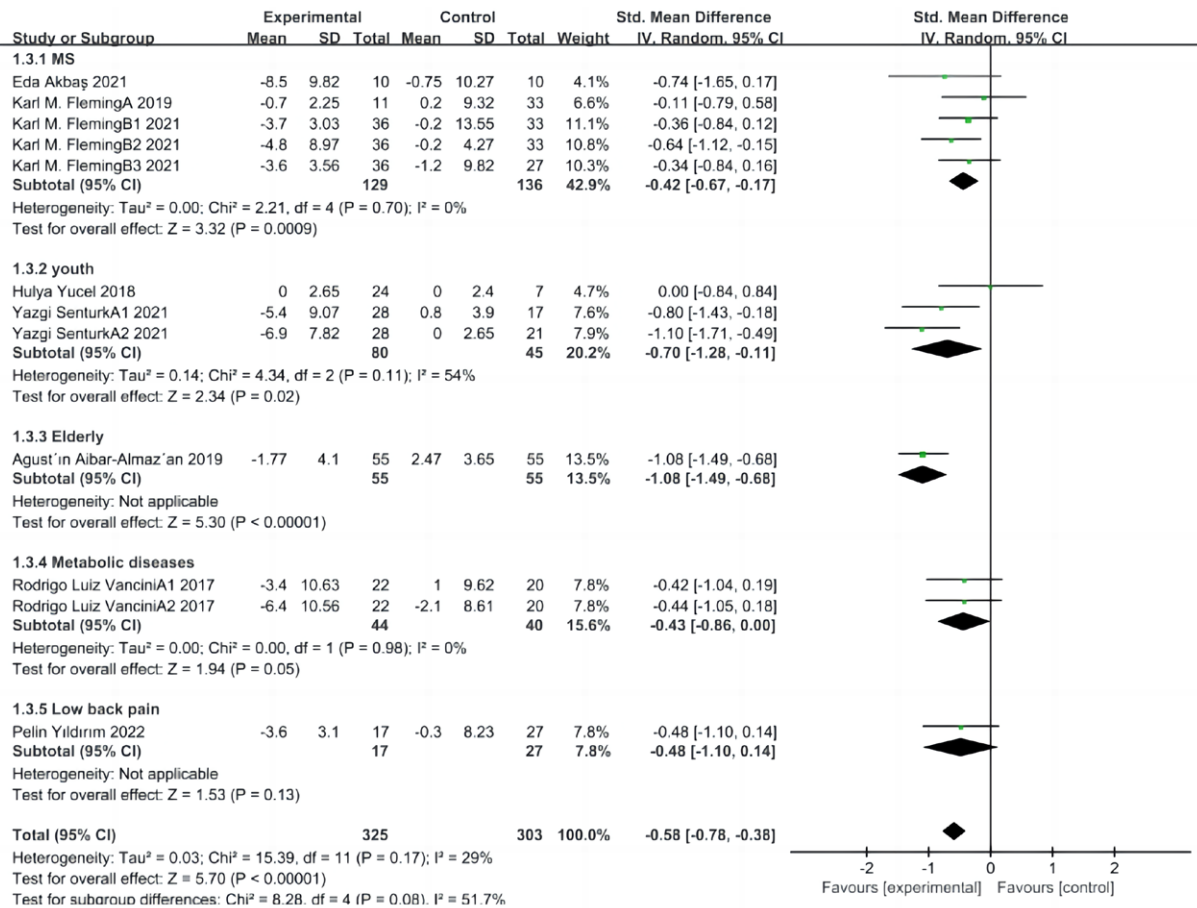 Experimental Control Std. Mean Difference Std. Mean Difference
Study or Subgroup Mean SD Total Mean SD Total Weight IV, Random, 95% CI IV, Random, 95% CI
1.3.1 MS
Eda Akbaş 2021 -8.5 9.82 10 -0.75 10.27 10 4.1% -0.74 [-1.65, 0.17]
Karl M. FlemingA 2019 -0.7 2.25 11 0.2 9.32 33 6.6% -0.11 [-0.79, 0.58]
Karl M. FlemingB1 2021 -3.7 3.03 36 -0.2 13.55 33 11.1% -0.36 [-0.84, 0.12]
Karl M. FlemingB2 2021 -4.8 8.97 36 -0.2 4.27 33 10.8% -0.64 [-1.12, -0.15]
Karl M. FlemingB3 2021 -3.6 3.56 36 -1.2 9.82 27 10.3% -0.34 [-0.84, 0.16]
Subtotal (95% CI) 129 136 42.9% -0.42 [-0.67, -0.17]
Heterogeneity: Tau² = 0.00; Chi² = 2.21, df = 4 (P = 0.70); I² = 0%
Test for overall effect: Z = 3.32 (P = 0.0009)
1.3.2 youth
Hulya Yucel 2018 0 2.65 24 0 2.4 7 4.7% 0.00 [-0.84, 0.84]
Yazgi SenturkA1 2021 -5.4 9.07 28 0.8 3.9 17 7.6% -0.80 [-1.43, -0.18]
Yazgi SenturkA2 2021 -6.9 7.82 28 0 2.65 21 7.9% -1.10 [-1.71, -0.49]
Subtotal (95% CI) 80 45 20.2% -0.70 [-1.28, -0.11]
Heterogeneity: Tau² = 0.14; Chi² = 4.34, df = 2 (P = 0.11); I² = 54%
Test for overall effect: Z = 2.34 (P = 0.02)
1.3.3 Elderly
Agust´ın Aibar-Almaz´an 2019 -1.77 4.1 55 2.47 3.65 55 13.5% -1.08 [-1.49, -0.68]
Subtotal (95% CI) 55 55 13.5% -1.08 [-1.49, -0.68]
Heterogeneity: Not applicable
Test for overall effect: Z = 5.30 (P < 0.00001)
1.3.4 Metabolic diseases
Rodrigo Luiz VanciniA1 2017 -3.4 10.63 22 1 9.62 20 7.8% -0.42 [-1.04, 0.19]
Rodrigo Luiz VanciniA2 2017 -6.4 10.56 22 -2.1 8.61 20 7.8% -0.44 [-1.05, 0.18]
Subtotal (95% CI) 44 40 15.6% -0.43 [-0.86, 0.00]
Heterogeneity: Tau² = 0.00; Chi² = 0.00, df = 1 (P = 0.98); I² = 0%
Test for overall effect: Z = 1.94 (P = 0.05)
1.3.5 Low back pain
Pelin Yıldırım 2022 -3.6 3.1 17 -0.3 8.23 27 7.8% -0.48 [-1.10, 0.14]
Subtotal (95% CI) 17 27 7.8% -0.48 [-1.10, 0.14]
Heterogeneity: Not applicable
Test for overall effect: Z = 1.53 (P = 0.13)
Total (95% CI) 325 303 100.0% -0.58 [-0.78, -0.38]
Heterogeneity: Tau² = 0.03; Chi² = 15.39, df = 11 (P = 0.17); I² = 29%
Test for overall effect: Z = 5.70 (P < 0.00001)
Test for subgroup differences: Chi² = 8.28, df = 4 (P = 0.08), I² = 51.7%
-2 -1 0 1 2
Favours [experimental] Favours [control]